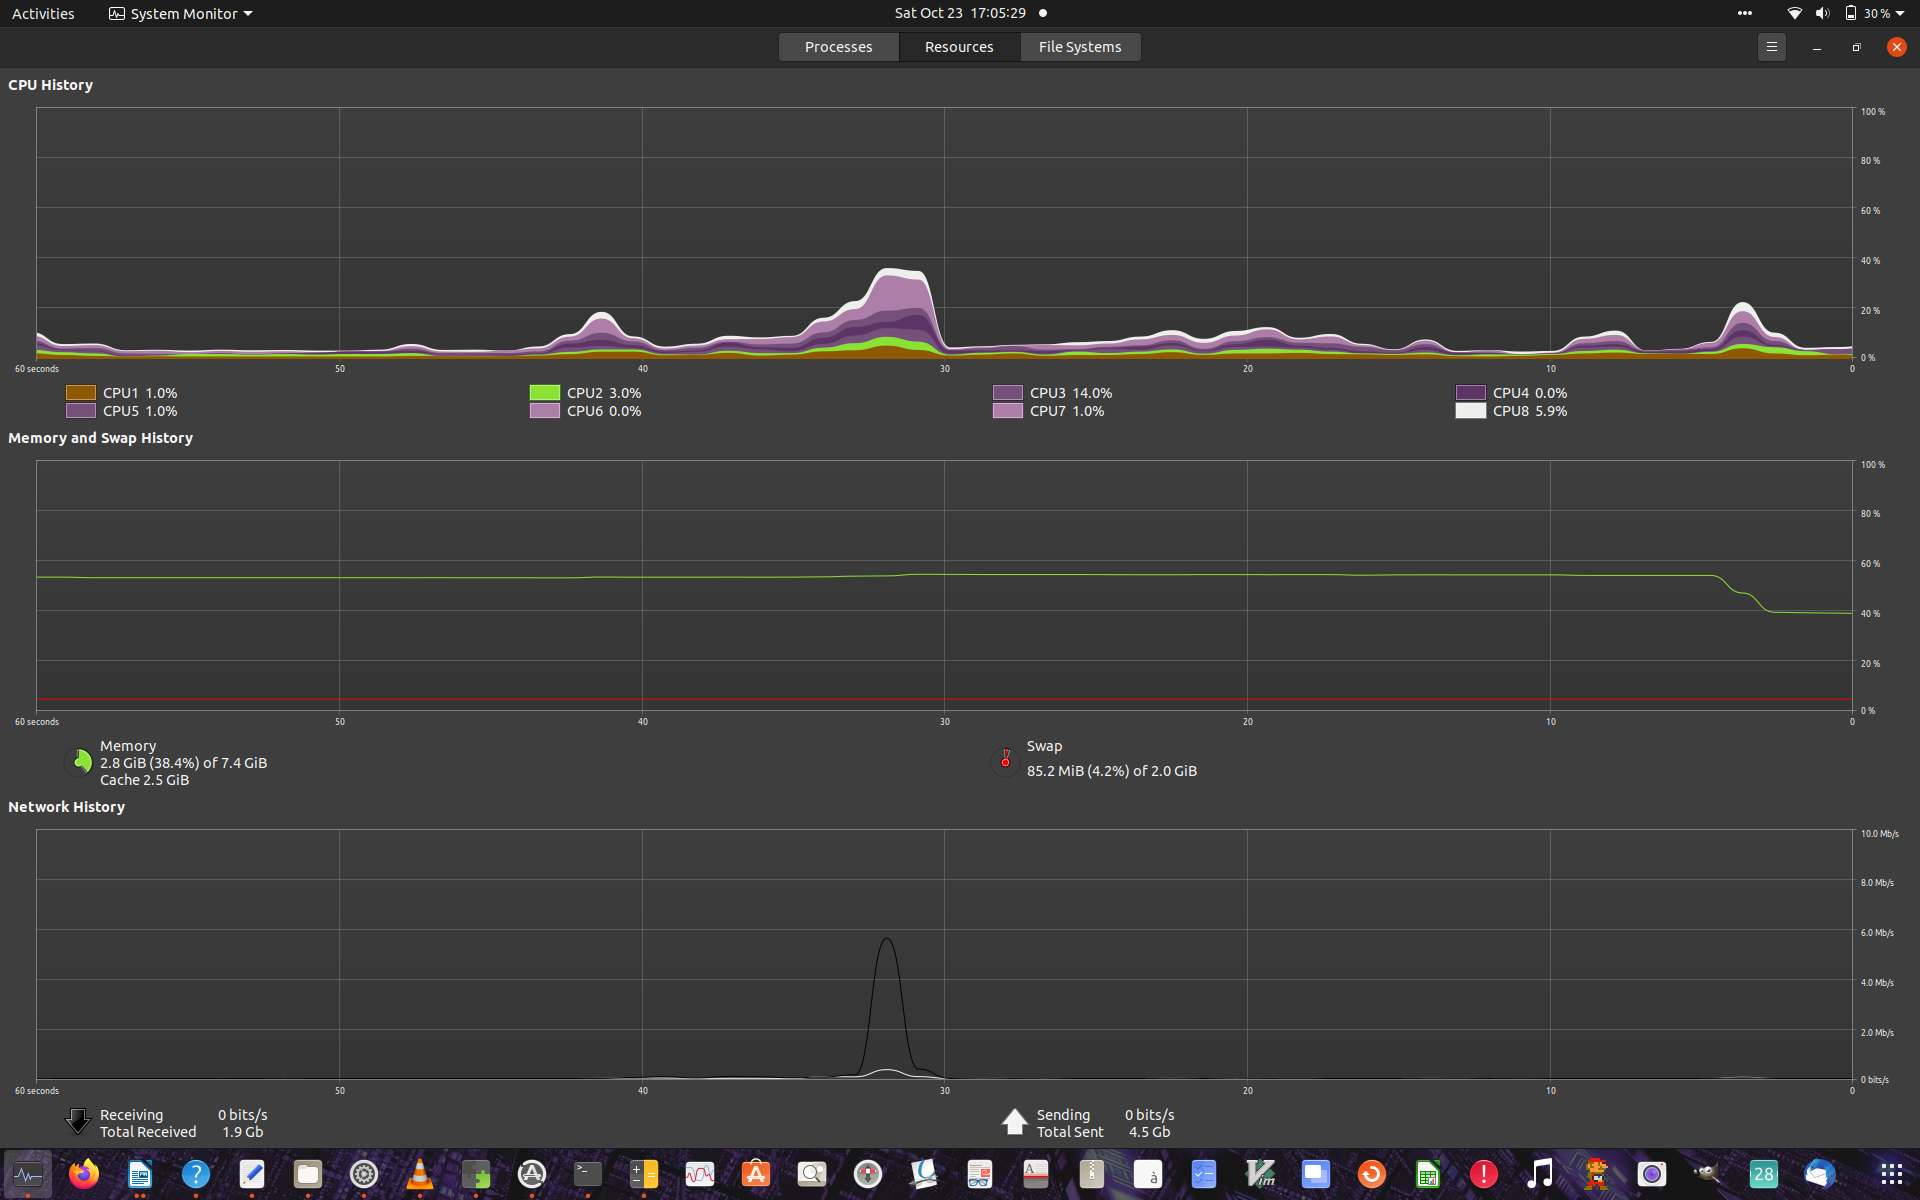 Activities System Monitor Sat Oct 23 17:05:29 30 %
Processes Resources File Systems
CPU History
100 %
80 %
60 %
40 %
20 %
0 %
60 seconds 50 40 30 20 10 0
CPU1 1.0% CPU2 3.0% CPU3 14.0% CPU4 0.0%
CPU5 1.0% CPU6 0.0% CPU7 1.0% CPU8 5.9%
Memory and Swap History
100 %
80 %
60 %
40 %
20 %
0 %
60 seconds 50 40 30 20 10 0
Memory
2.8 GiB (38.4%) of 7.4 GiB
Cache 2.5 GiB
Swap
85.2 MiB (4.2%) of 2.0 GiB
Network History
10.0 Mb/s
8.0 Mb/s
6.0 Mb/s
4.0 Mb/s
2.0 Mb/s
0 bits/s
60 seconds 50 40 30 20 10 0
Receiving 0 bits/s
Total Received 1.9 Gb
Sending 0 bits/s
Total Sent 4.5 Gb
? >_ A à Vim ! 28